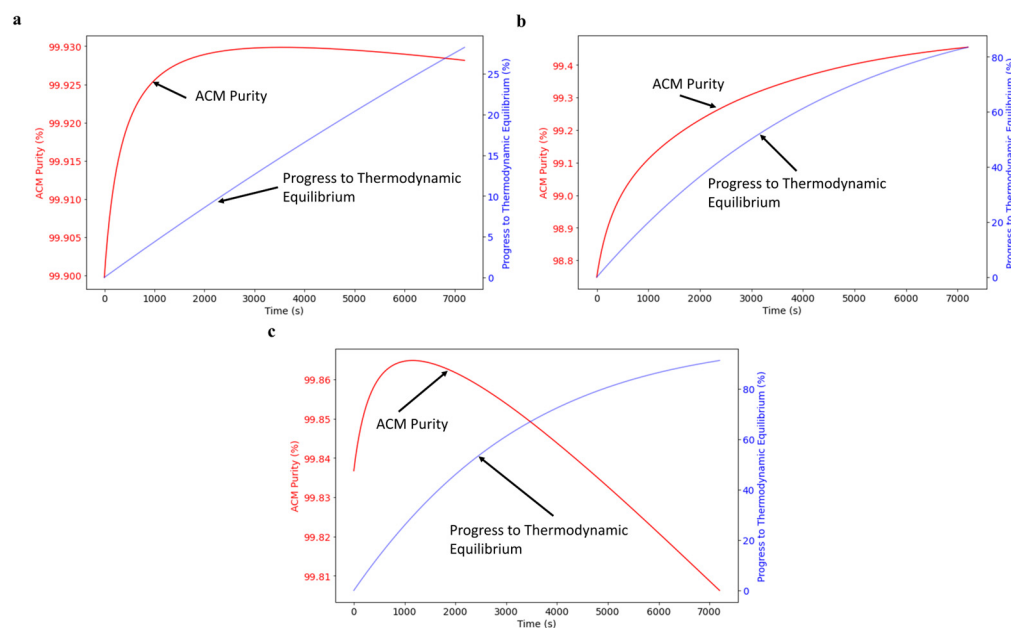 a
99.930
99.925
99.920
99.915
99.910
99.905
99.900
ACM Purity (%)
ACM Purity
Progress to Thermodynamic
Equilibrium
25
20
15
10
5
0
Progress to Thermodynamic Equilibrium (%)
0 1000 2000 3000 4000 5000 6000 7000
Time (s)
b
99.4
99.3
99.2
99.1
99.0
98.9
98.8
ACM Purity (%)
ACM Purity
Progress to Thermodynamic
Equilibrium
80
60
40
20
0
Progress to Thermodynamic Equilibrium (%)
0 1000 2000 3000 4000 5000 6000 7000
Time (s)
c
99.86
99.85
99.84
99.83
99.82
99.81
ACM Purity (%)
ACM Purity
Progress to Thermodynamic
Equilibrium
80
60
40
20
0
Progress to Thermodynamic Equilibrium (%)
0 1000 2000 3000 4000 5000 6000 7000
Time (s)